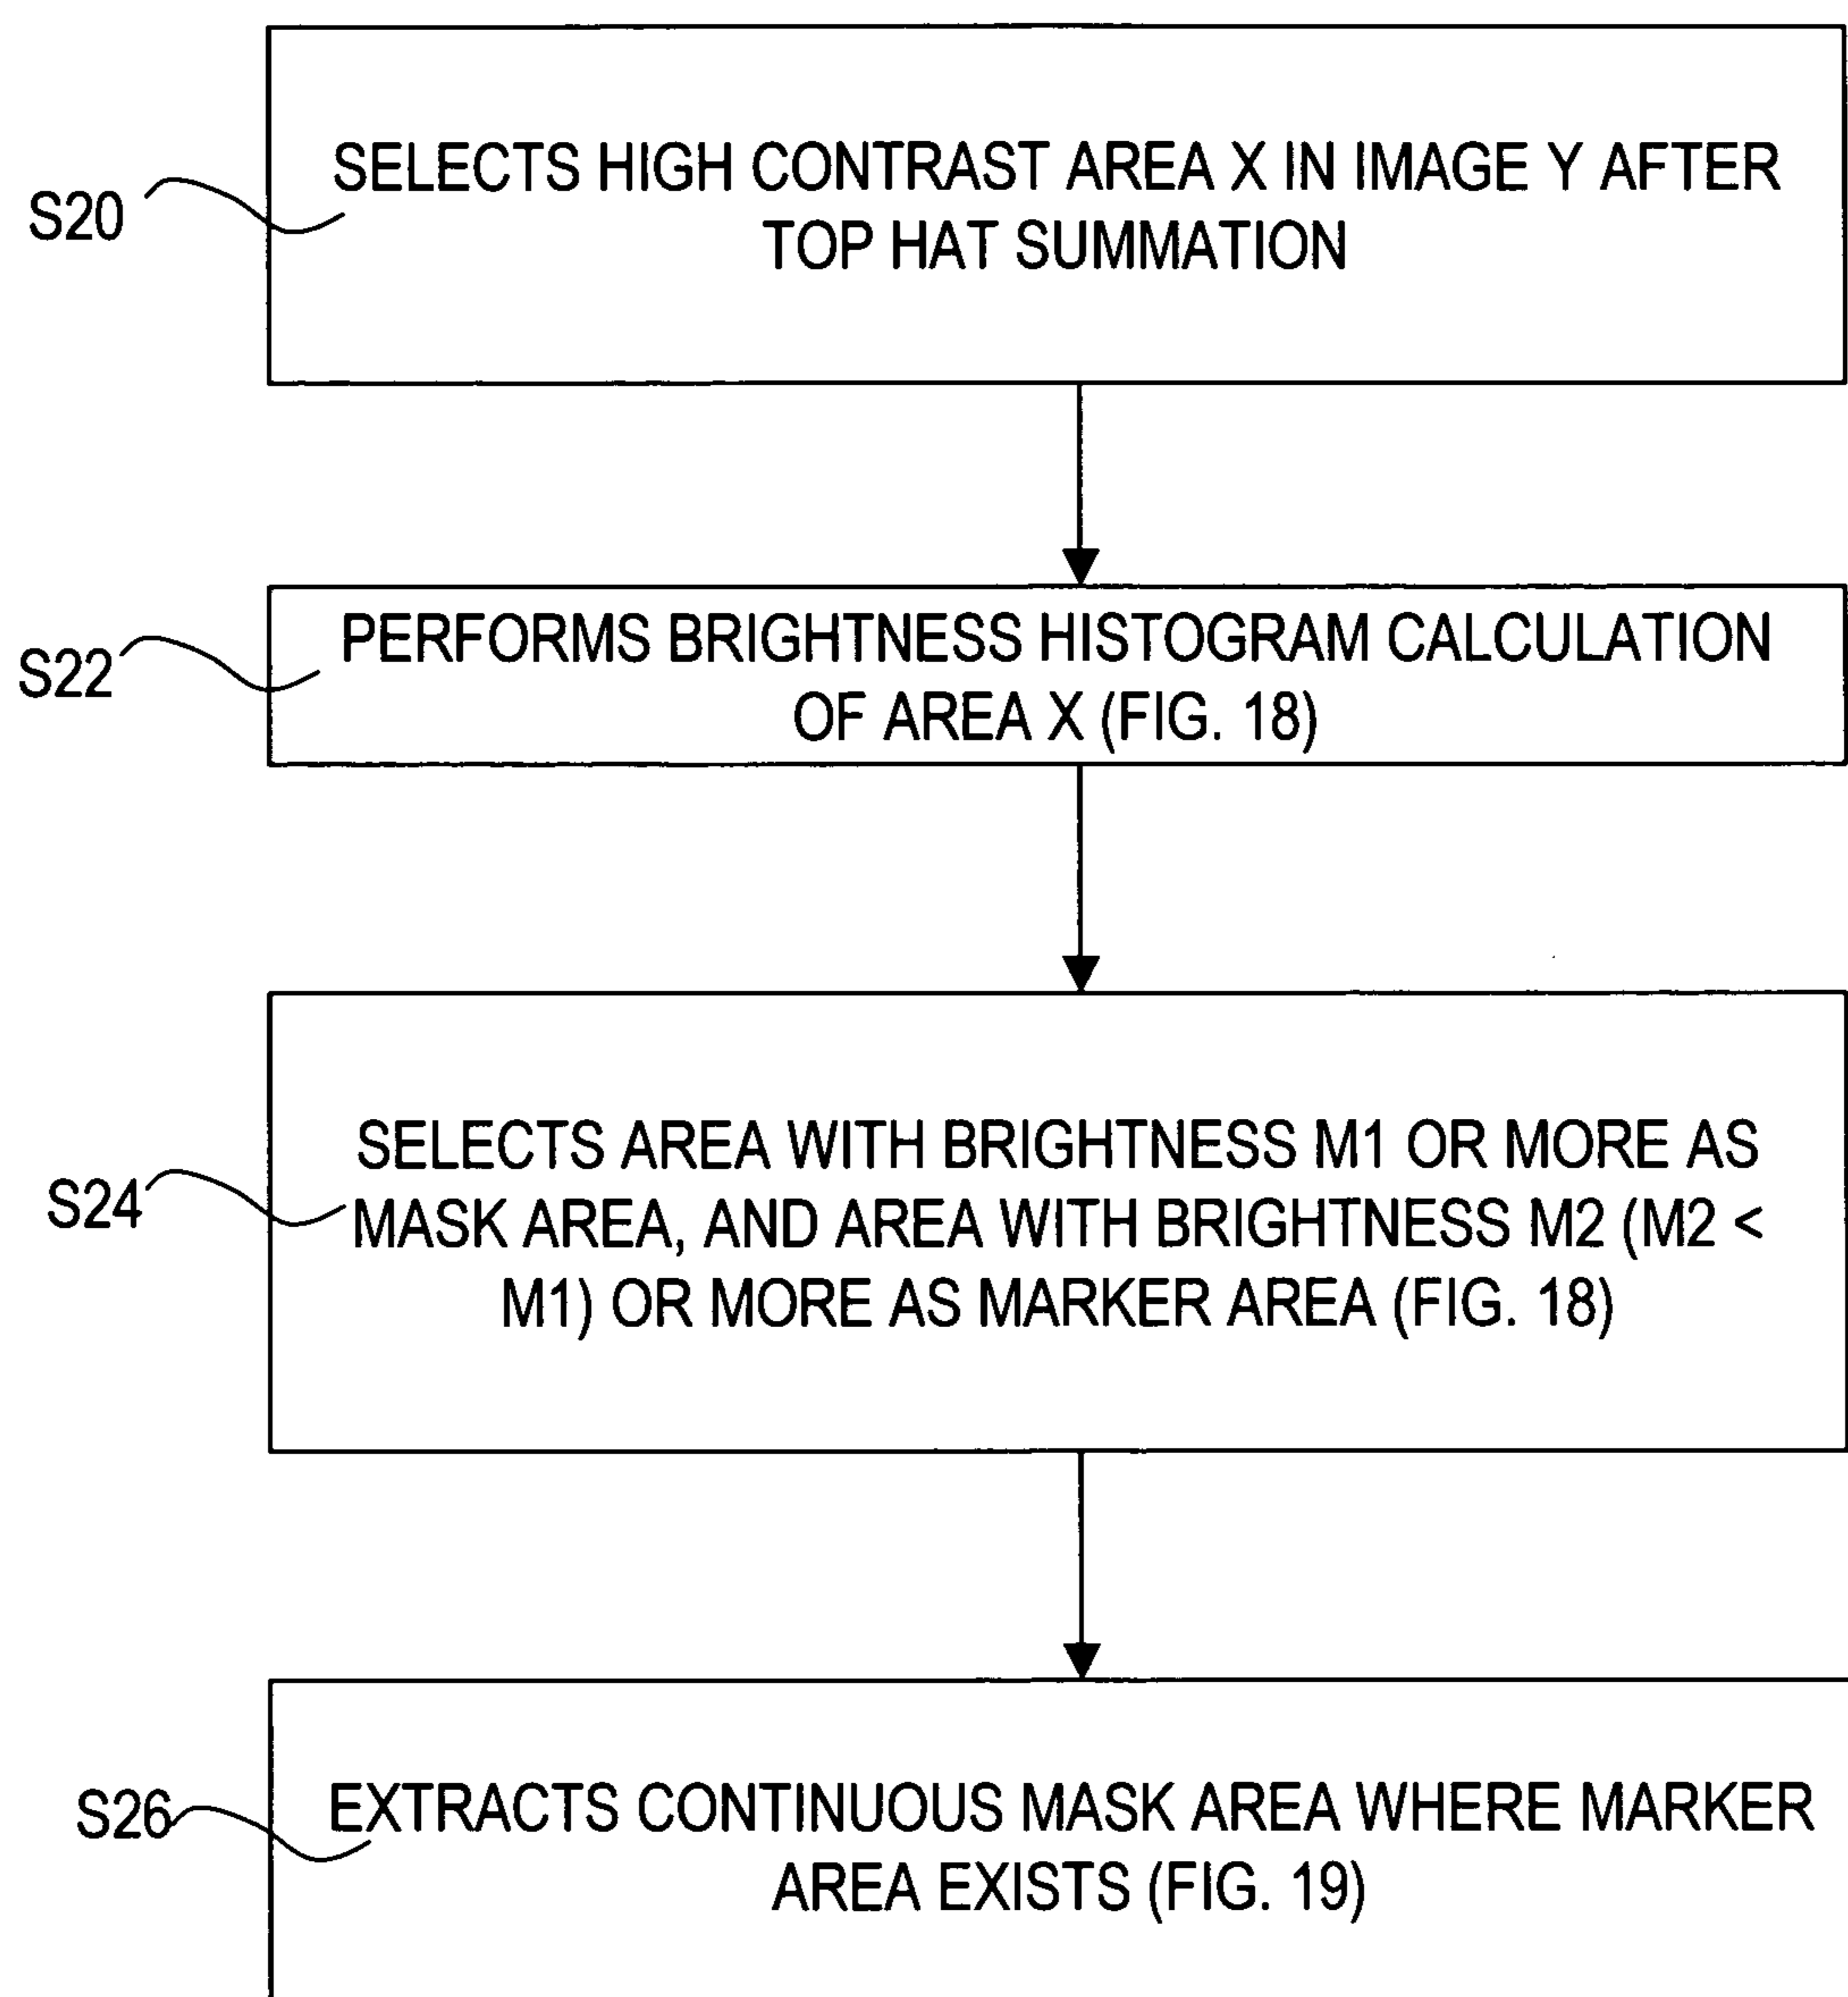 SELECTS HIGH CONTRAST AREA X IN IMAGE Y AFTER
TOP HAT SUMMATION
S20
PERFORMS BRIGHTNESS HISTOGRAM CALCULATION
OF AREA X (FIG. 18)
S22
SELECTS AREA WITH BRIGHTNESS M1 OR MORE AS
MASK AREA, AND AREA WITH BRIGHTNESS M2 (M2 <
M1) OR MORE AS MARKER AREA (FIG. 18)
S24
EXTRACTS CONTINUOUS MASK AREA WHERE MARKER
AREA EXISTS (FIG. 19)
S26